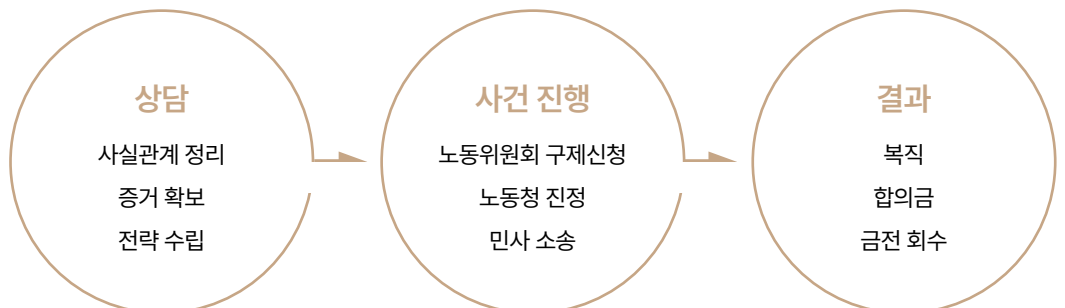 상담
사실관계 정리
증거 확보
전략 수립
사건 진행
노동위원회 구제신청
노동청 진정
민사 소송
결과
복직
합의금
금전 회수